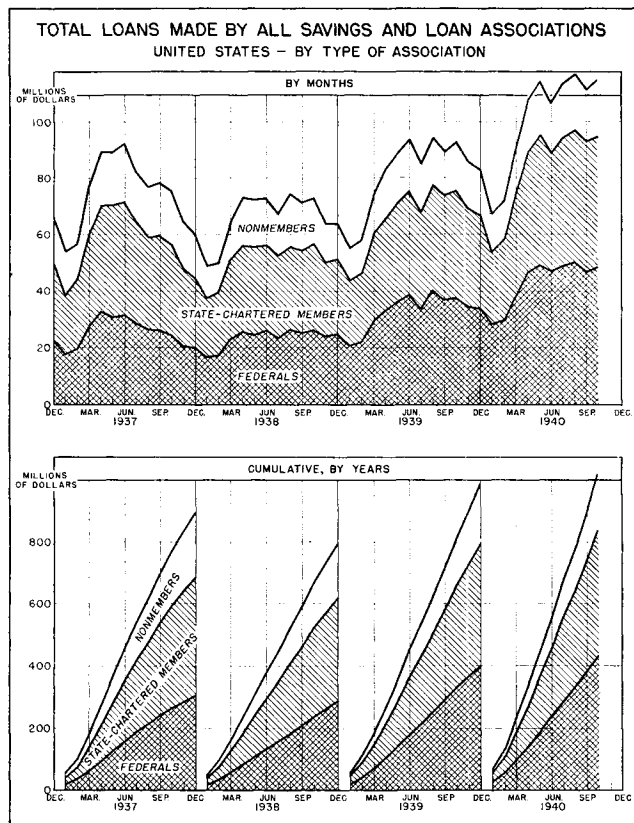 TOTAL LOANS MADE BY ALL SAVINGS AND LOAN ASSOCIATIONS
UNITED STATES – BY TYPE OF ASSOCIATION
BY MONTHS
MILLIONS
OF DOLLARS
100
80
60
40
20
0
NONMEMBERS
STATE-CHARTERED MEMBERS
FEDERALS
DEC. MAR. JUN. SEP. DEC. MAR. JUN. SEP. DEC. MAR. JUN. SEP. DEC. MAR. JUN. SEP. DEC.
1937 1938 1939 1940
CUMULATIVE, BY YEARS
MILLIONS
OF DOLLARS
800
600
400
200
0
NONMEMBERS
STATE-CHARTERED MEMBERS
FEDERALS
DEC. MAR. JUN. SEP. DEC. MAR. JUN. SEP. DEC. MAR. JUN. SEP. DEC. MAR. JUN. SEP. DEC.
1937 1938 1939 1940